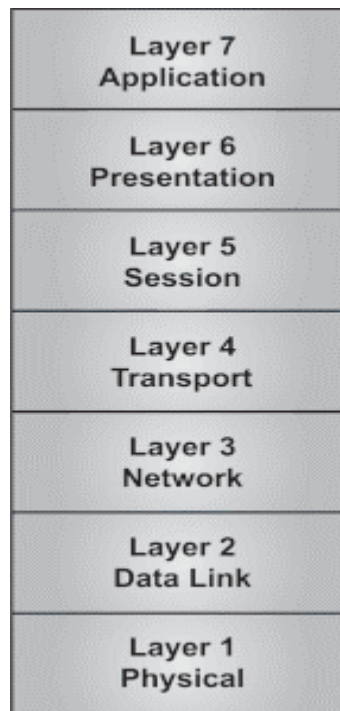 Layer 7
Application
Layer 6
Presentation
Layer 5
Session
Layer 4
Transport
Layer 3
Network
Layer 2
Data Link
Layer 1
Physical